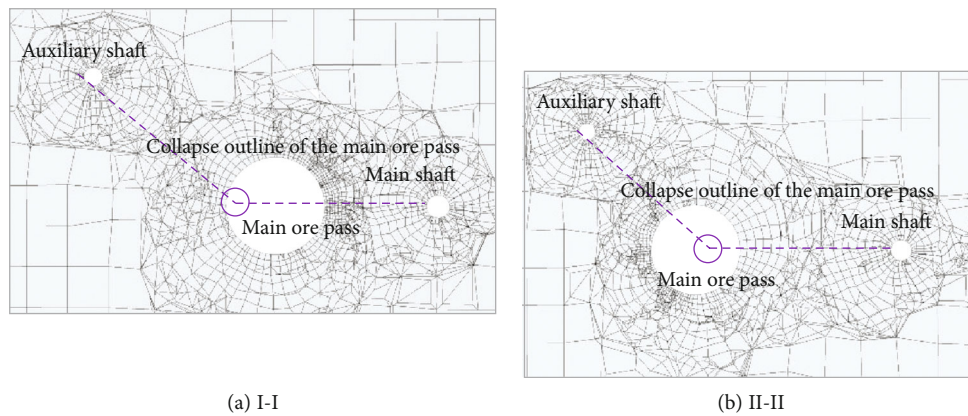 Auxiliary shaft
Collapse outline of the main ore pass
Main shaft
Main ore pass
(a) I-I
Auxiliary shaft
Collapse outline of the main ore pass
Main shaft
Main ore pass
(b) II-II